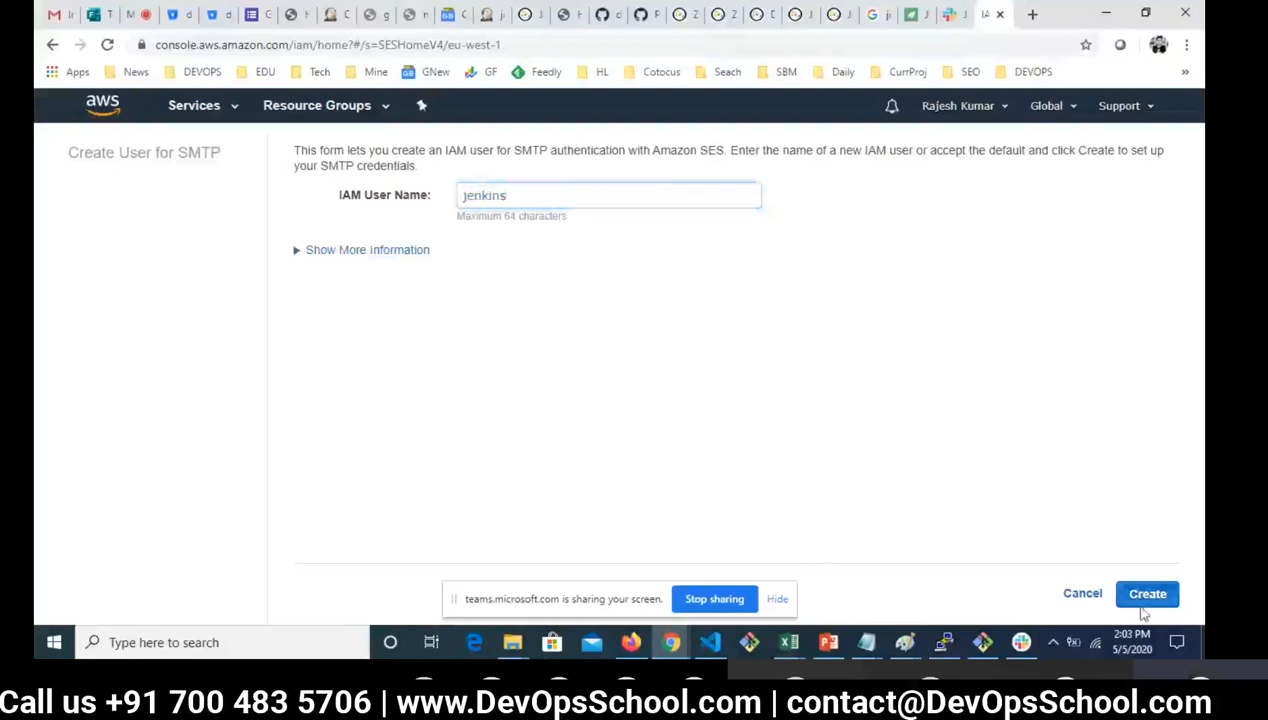 console.aws.amazon.com/iam/home?#/s=SESHomeV4/eu-west-1
Apps News DEVOPS EDU Tech Mine GNew GF Feedly HL Cotocus Seach SBM Daily CurrProj SEO DEVOPS »
aws Services Resource Groups Rajesh Kumar Global Support
Create User for SMTP
This form lets you create an IAM user for SMTP authentication with Amazon SES. Enter the name of a new IAM user or accept the default and click Create to set up
your SMTP credentials.
IAM User Name: jenkins
Maximum 64 characters
Show More Information
teams.microsoft.com is sharing your screen. Stop sharing Hide
Cancel Create
Type here to search
2:03 PM
5/5/2020
Call us +91 700 483 5706 | www.DevOpsSchool.com | contact@DevOpsSchool.com